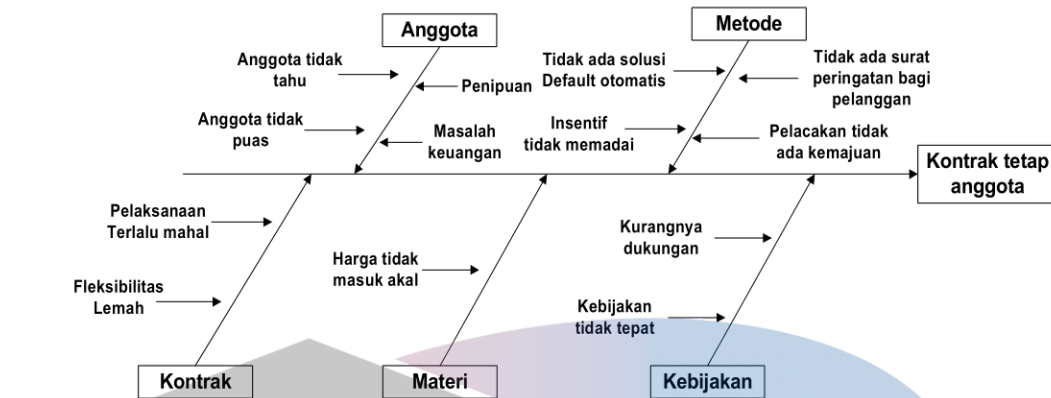 Anggota
Metode
Anggota tidak
tahu
Penipuan
Tidak ada solusi
Default otomatis
Tidak ada surat
peringatan bagi
pelanggan
Anggota tidak
puas
Masalah
keuangan
Insentif
tidak memadai
Pelacakan tidak
ada kemajuan
Kontrak tetap
anggota
Pelaksanaan
Terlalu mahal
Fleksibilitas
Lemah
Harga tidak
masuk akal
Kurangnya
dukungan
Kebijakan
tidak tepat
Kontrak
Materi
Kebijakan